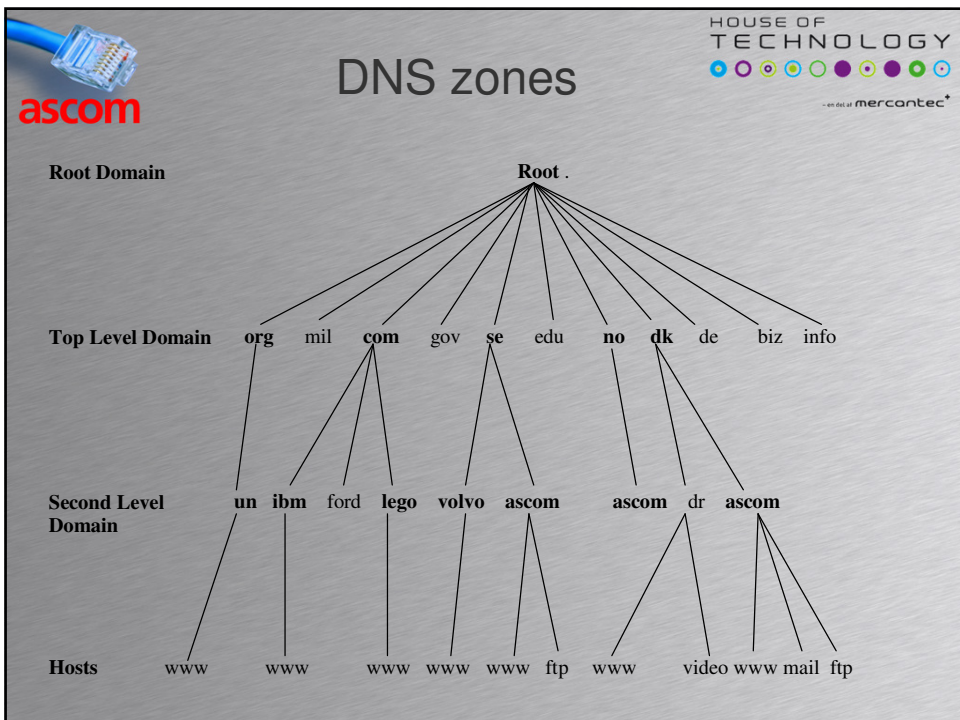 HOUSE OF
TECHNOLOGY
DNS zones
ascom
- en del af mercantec+
Root Domain Root .
Top Level Domain org mil com gov se edu no dk de biz info
Second Level un ibm ford lego volvo ascom ascom dr ascom
Domain
Hosts www www www www www ftp www video www mail ftp